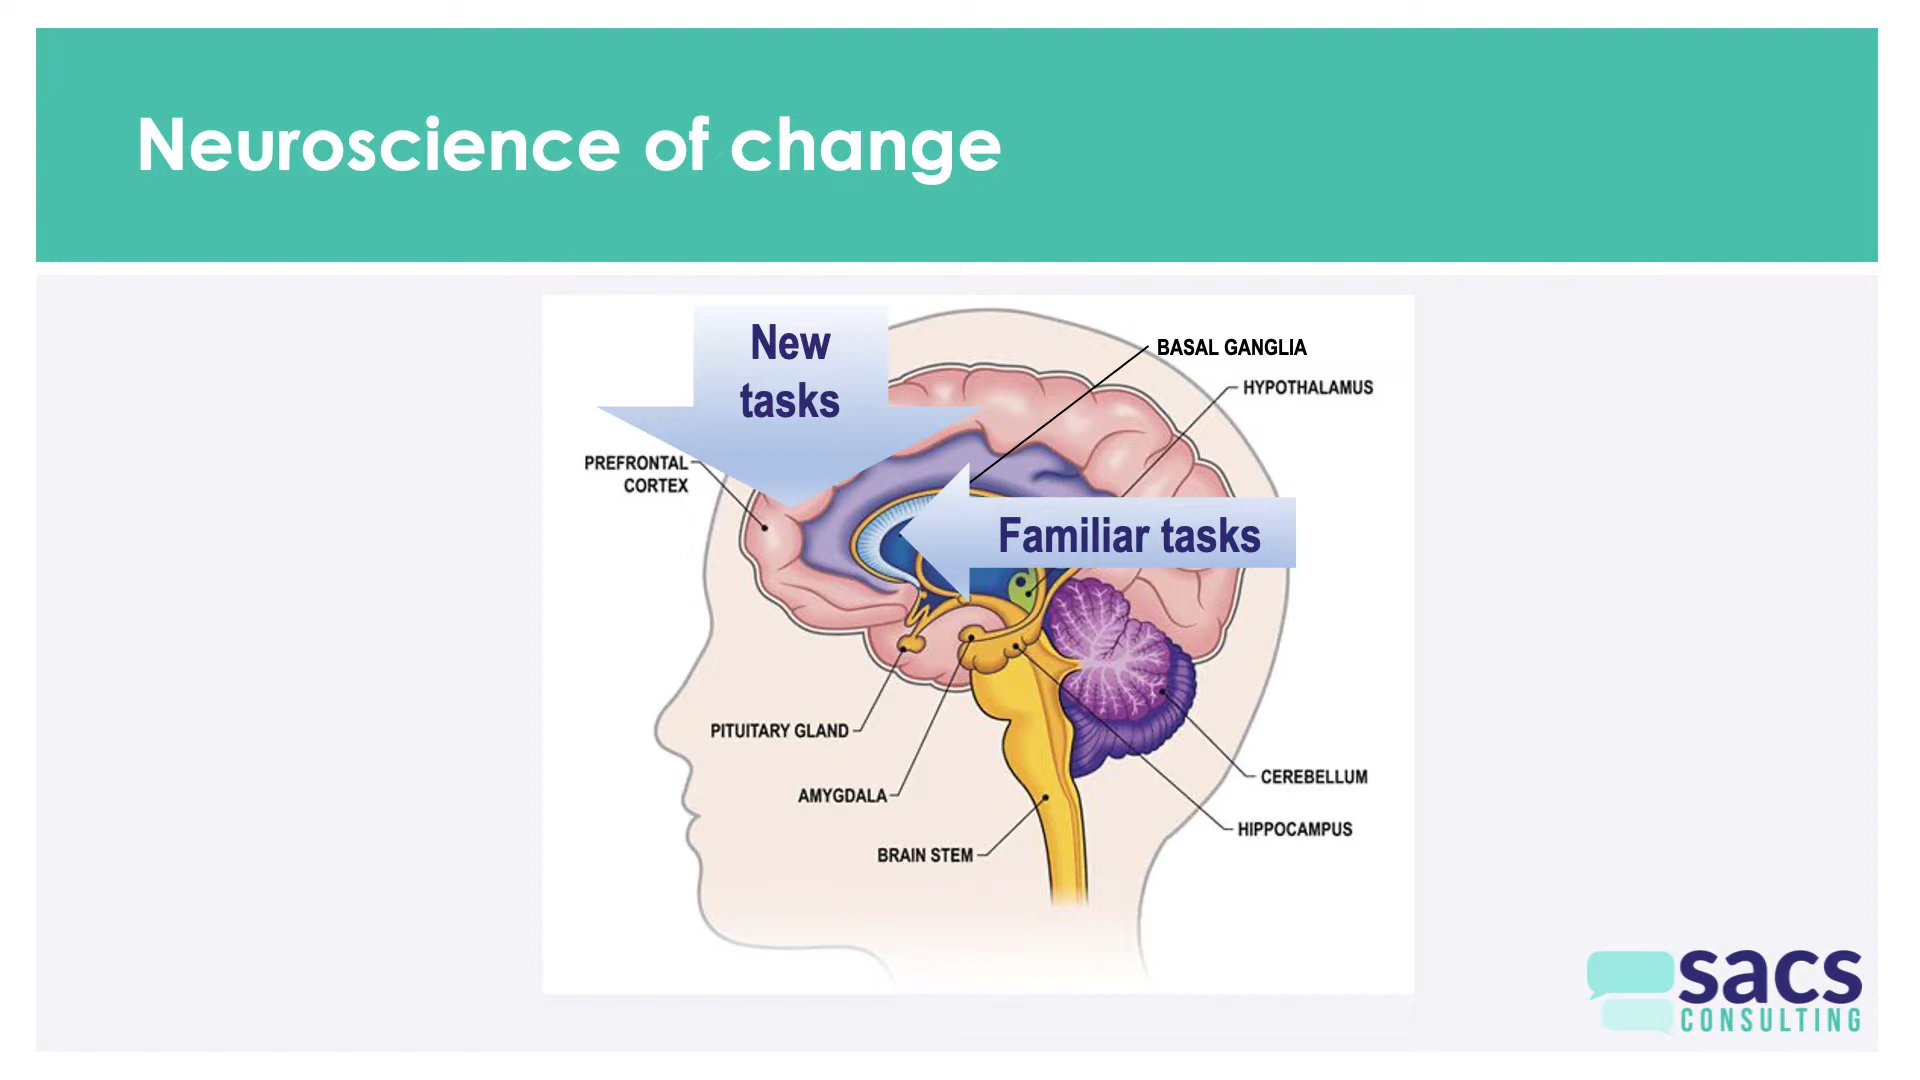 Neuroscience of change
New
tasks
BASAL GANGLIA
HYPOTHALAMUS
PREFRONTAL
CORTEX
Familiar tasks
PITUITARY GLAND
AMYGDALA
BRAIN STEM
CEREBELLUM
HIPPOCAMPUS
sacs
CONSULTING